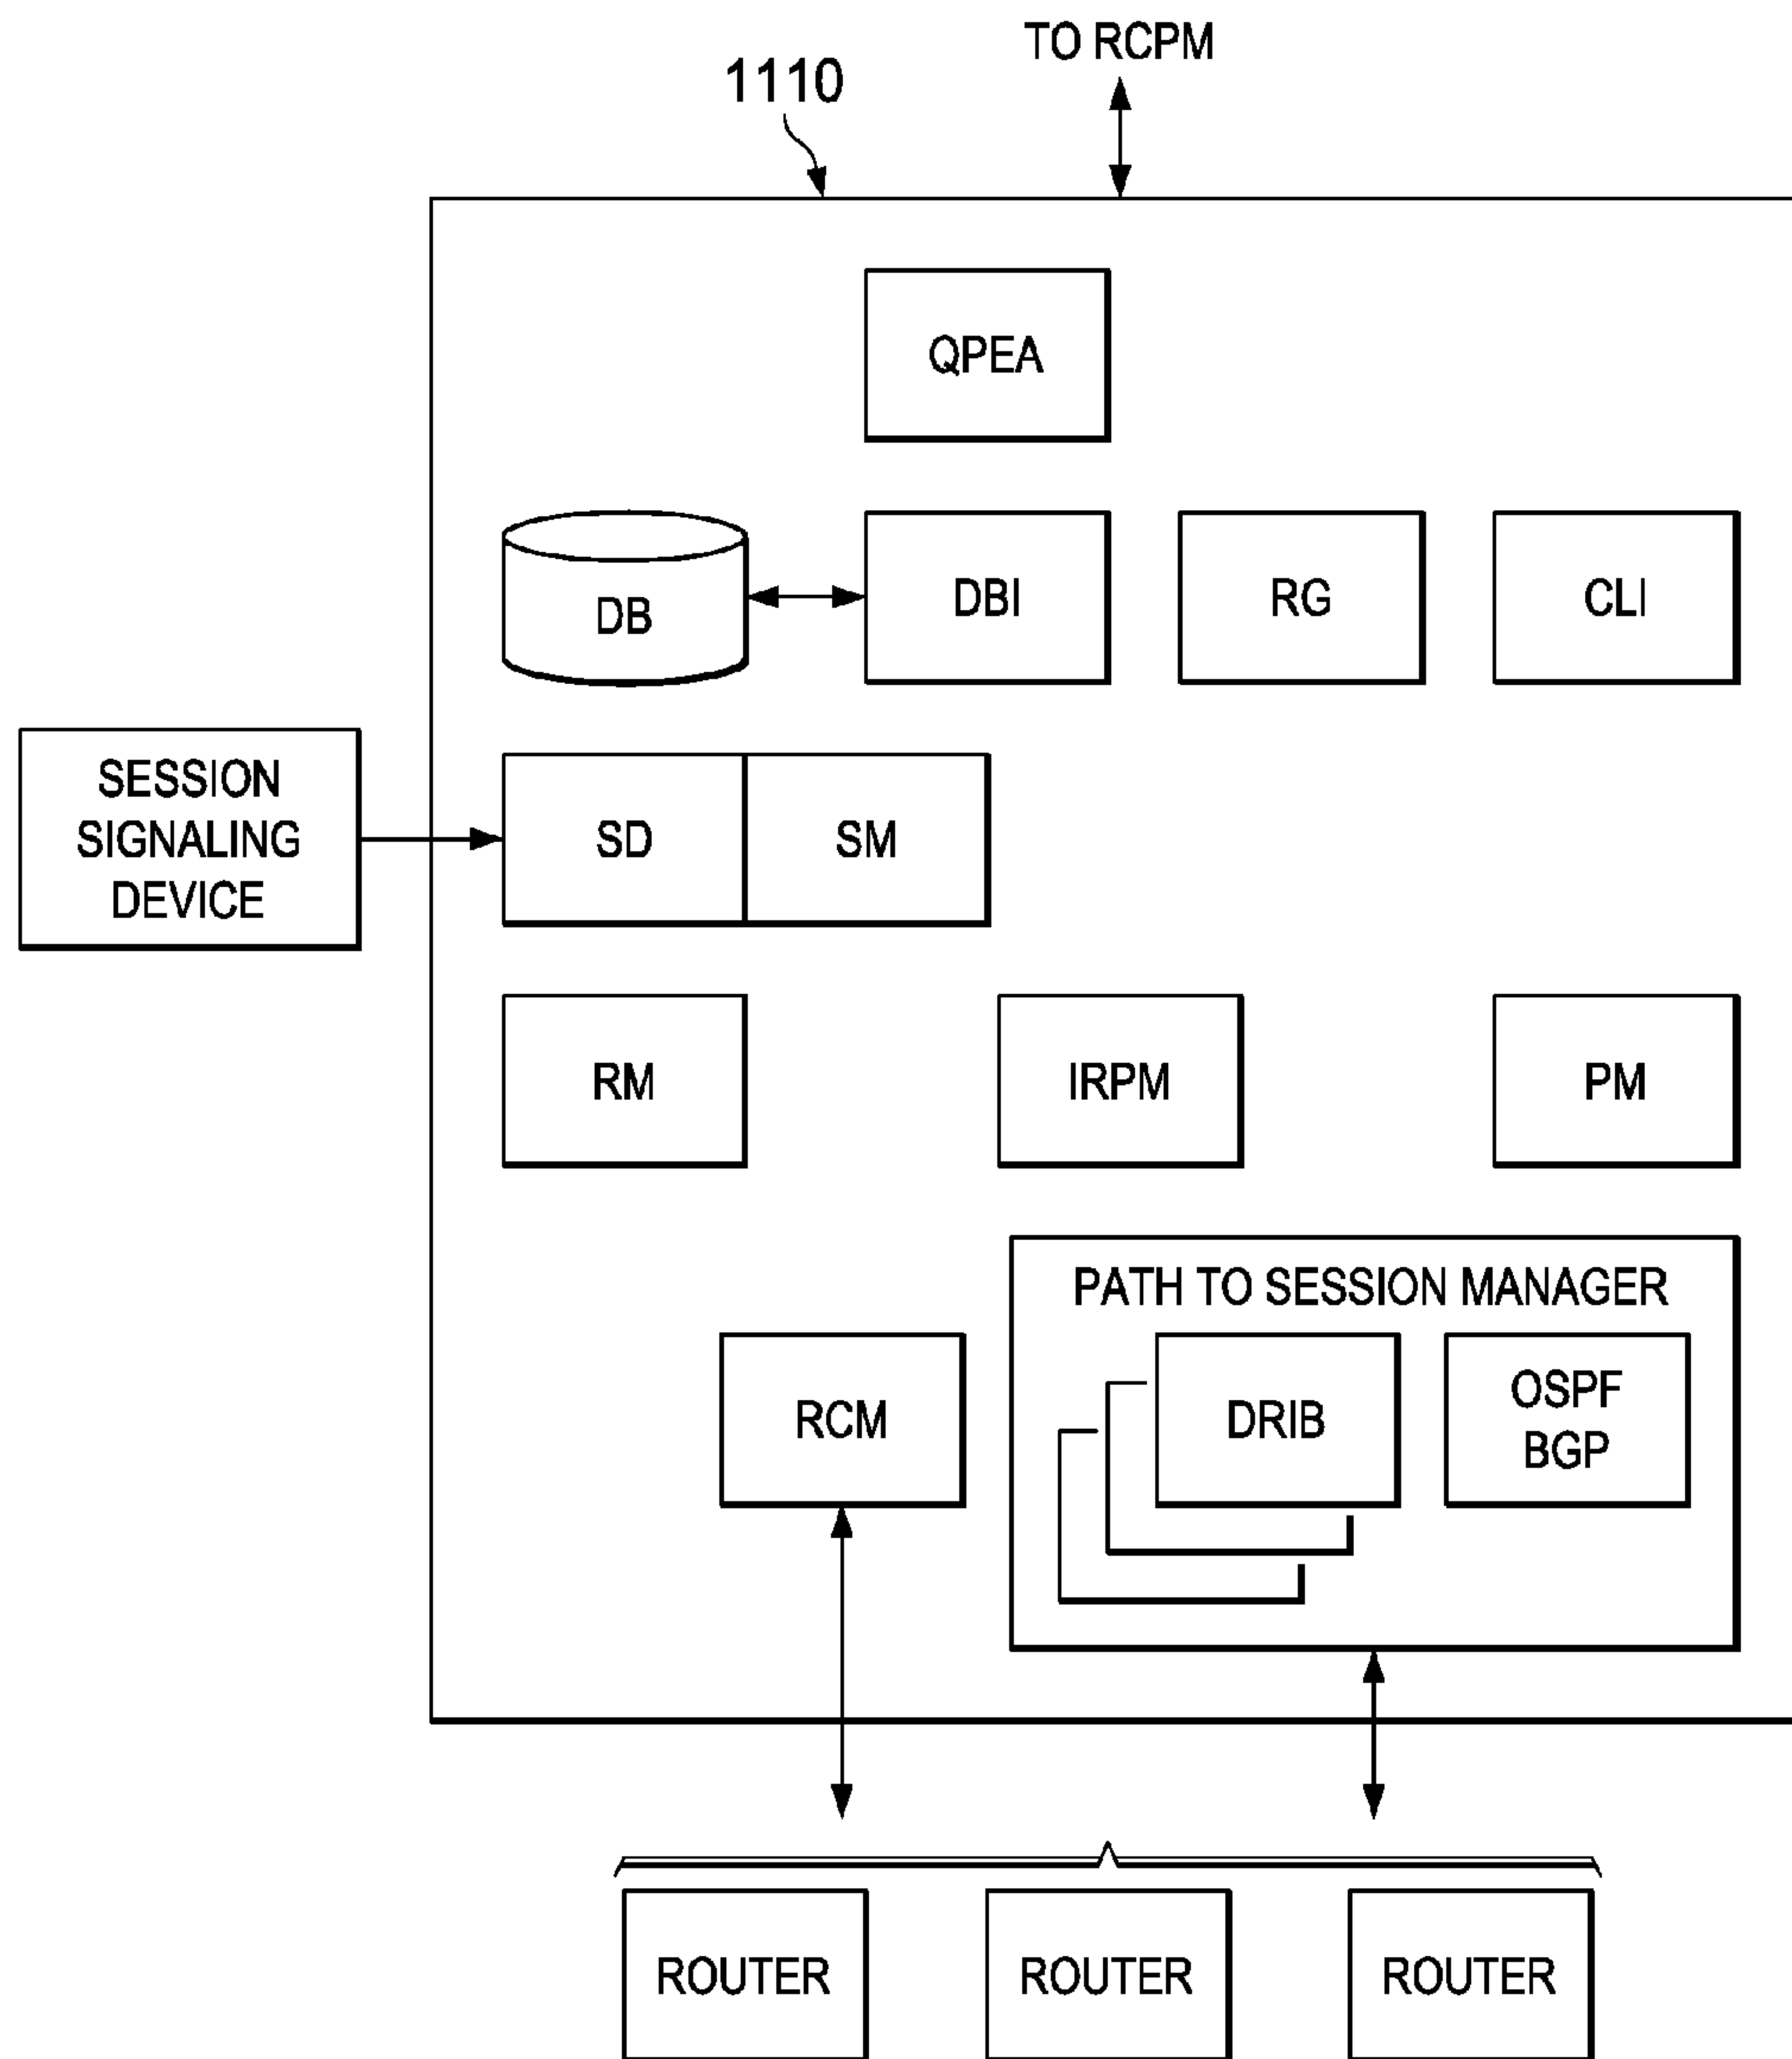 TO RCPM
1110
QPEA
DB
DBI
RG
CLI
SESSION
SIGNALING
DEVICE
SD
SM
RM
IRPM
PM
PATH TO SESSION MANAGER
RCM
DRIB
OSPF
BGP
ROUTER
ROUTER
ROUTER